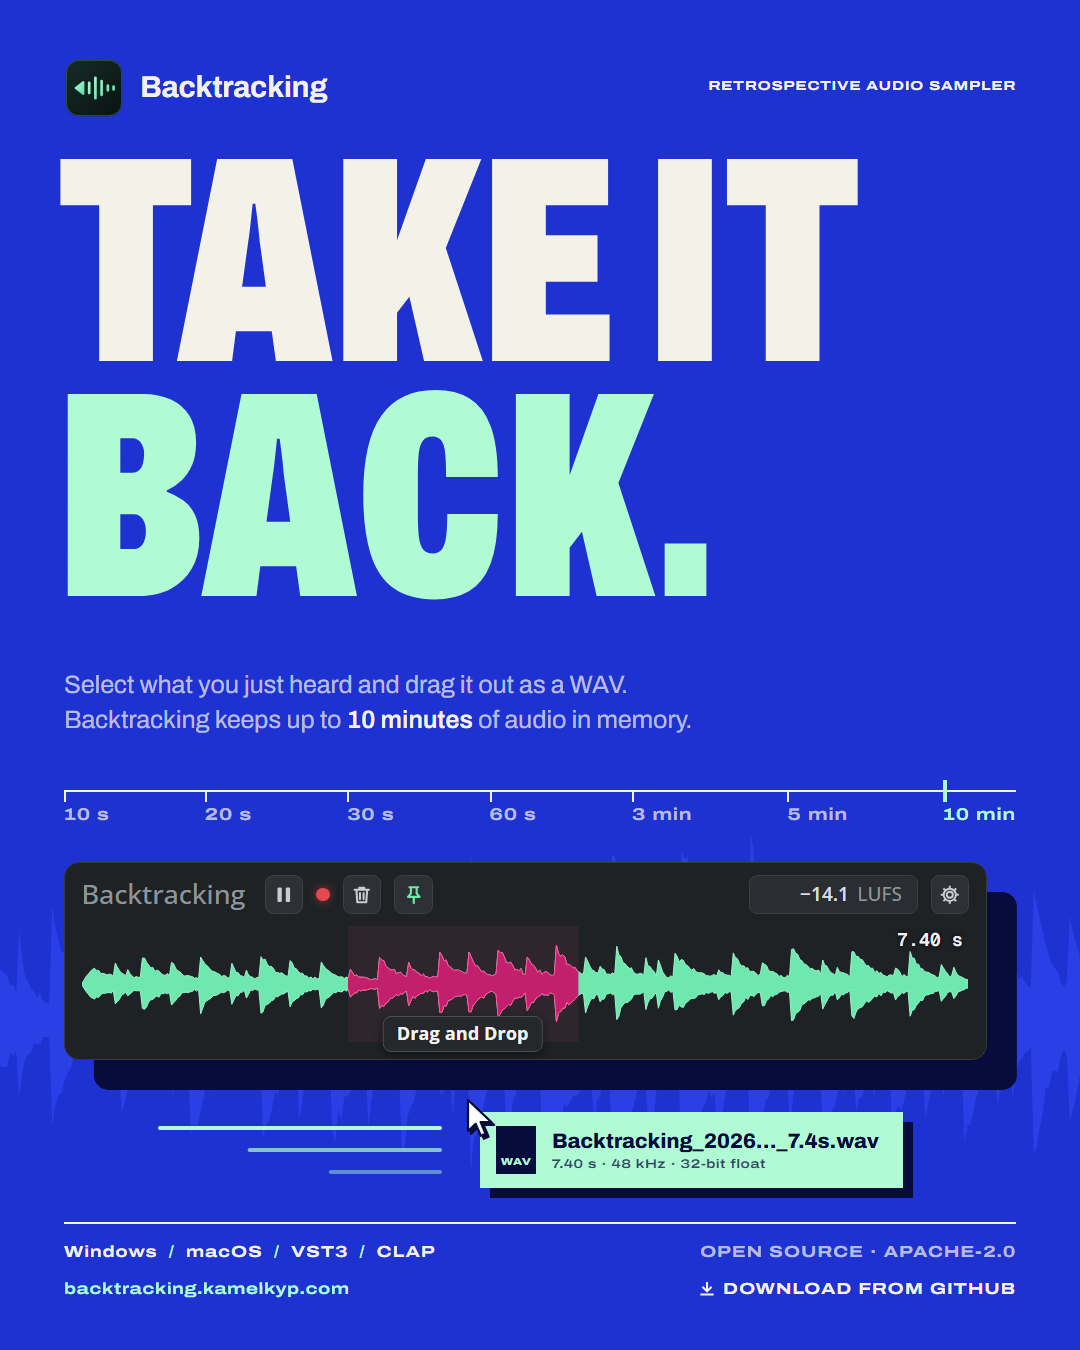 Backtracking
RETROSPECTIVE AUDIO SAMPLER
TAKE IT
BACK.
Select what you just heard and drag it out as a WAV.
Backtracking keeps up to 10 minutes of audio in memory.
10 s 20 s 30 s 60 s 3 min 5 min 10 min
Backtracking −14.1 LUFS
7.40 s
Drag and Drop
WAV
Backtracking_2026..._7.4s.wav
7.40 s · 48 kHz · 32-bit float
Windows / macOS / VST3 / CLAP
OPEN SOURCE · APACHE-2.0
backtracking.kamelkyp.com
DOWNLOAD FROM GITHUB